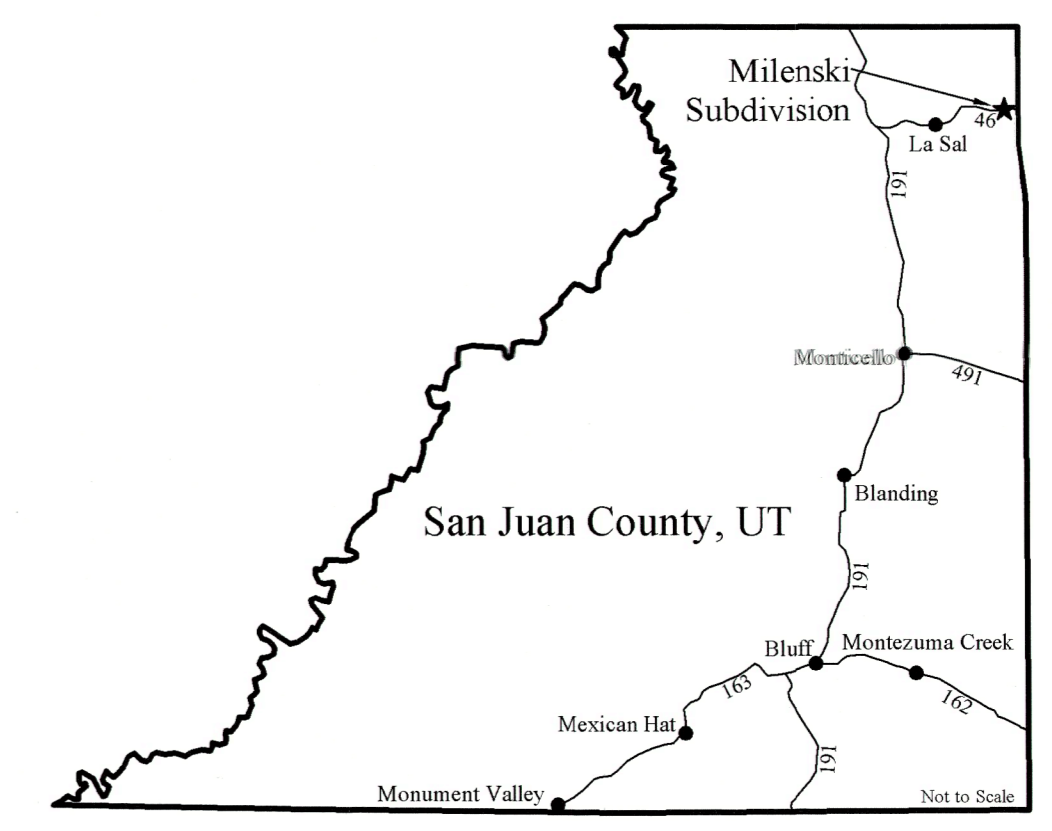 Milenski
Subdivision
46
La Sal
191
Monticello
491
Blanding
San Juan County, UT
191
Bluff
Montezuma Creek
163
162
Mexican Hat
191
Monument Valley
Not to Scale